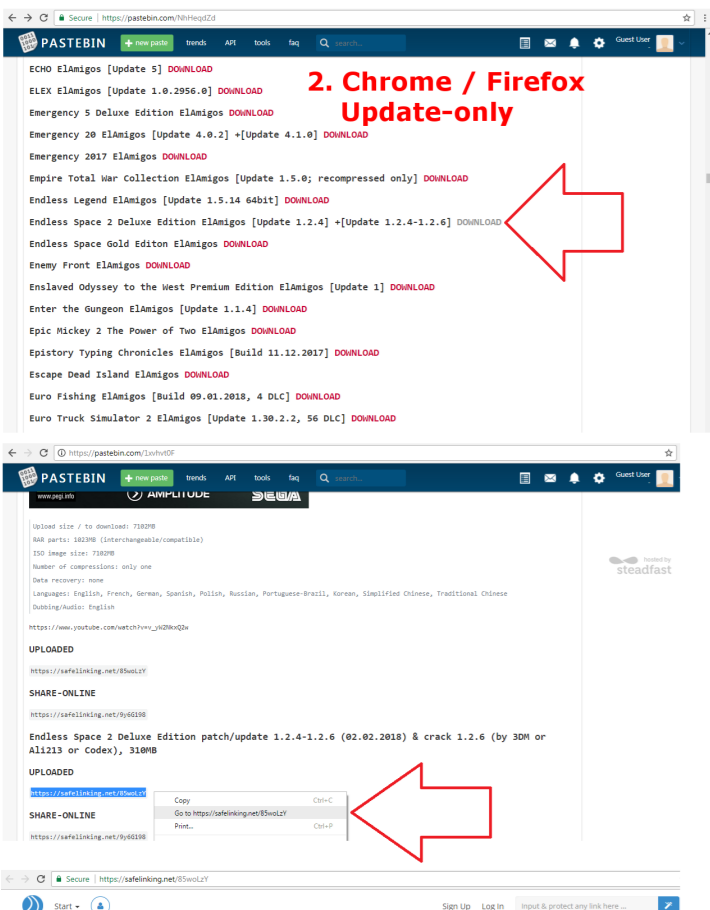 Secure | https://pastebin.com/NhHeqdZd
PASTEBIN + new paste trends API tools faq search... Guest User
ECHO ElAmigos [Update 5] DOWNLOAD
ELEX ElAmigos [Update 1.0.2956.0] DOWNLOAD
2. Chrome / Firefox
Update-only
Emergency 5 Deluxe Edition ElAmigos DOWNLOAD
Emergency 20 ElAmigos [Update 4.0.2] +[Update 4.1.0] DOWNLOAD
Emergency 2017 ElAmigos DOWNLOAD
Empire Total War Collection ElAmigos [Update 1.5.0; recompressed only] DOWNLOAD
Endless Legend ElAmigos [Update 1.5.14 64bit] DOWNLOAD
Endless Space 2 Deluxe Edition ElAmigos [Update 1.2.4] +[Update 1.2.4-1.2.6] DOWNLOAD
Endless Space Gold Editon ElAmigos DOWNLOAD
Enemy Front ElAmigos DOWNLOAD
Enslaved Odyssey to the West Premium Edition ElAmigos [Update 1] DOWNLOAD
Enter the Gungeon ElAmigos [Update 1.1.4] DOWNLOAD
Epic Mickey 2 The Power of Two ElAmigos DOWNLOAD
Epistory Typing Chronicles ElAmigos [Build 11.12.2017] DOWNLOAD
Escape Dead Island ElAmigos DOWNLOAD
Euro Fishing ElAmigos [Build 09.01.2018, 4 DLC] DOWNLOAD
Euro Truck Simulator 2 ElAmigos [Update 1.30.2.2, 56 DLC] DOWNLOAD
https://pastebin.com/1xvhvt0F
PASTEBIN + new paste trends API tools faq search... Guest User
www.pegi.info AMPLITUDE SEGA
Upload size / to download: 7102MB
RAR parts: 1023MB (interchangeable/compatible)
ISO image size: 7102MB
Number of compressions: only one
Data recovery: none
Languages: English, French, German, Spanish, Polish, Russian, Portuguese-Brazil, Korean, Simplified Chinese, Traditional Chinese
Dubbing/Audio: English
hosted by
steadfast
https://www.youtube.com/watch?v=v_yW2NkxQ2w
UPLOADED
https://safelinking.net/85woLzY
SHARE-ONLINE
https://safelinking.net/9y6G198
Endless Space 2 Deluxe Edition patch/update 1.2.4-1.2.6 (02.02.2018) & crack 1.2.6 (by 3DM or
Ali213 or Codex), 310MB
UPLOADED
https://safelinking.net/85woLzY
Copy Ctrl+C
Go to https://safelinking.net/85woLzY
Print... Ctrl+P
SHARE-ONLINE
https://safelinking.net/9y6G198
Secure | https://safelinking.net/85woLzY
Start Sign Up Log In Input & protect any link here ...